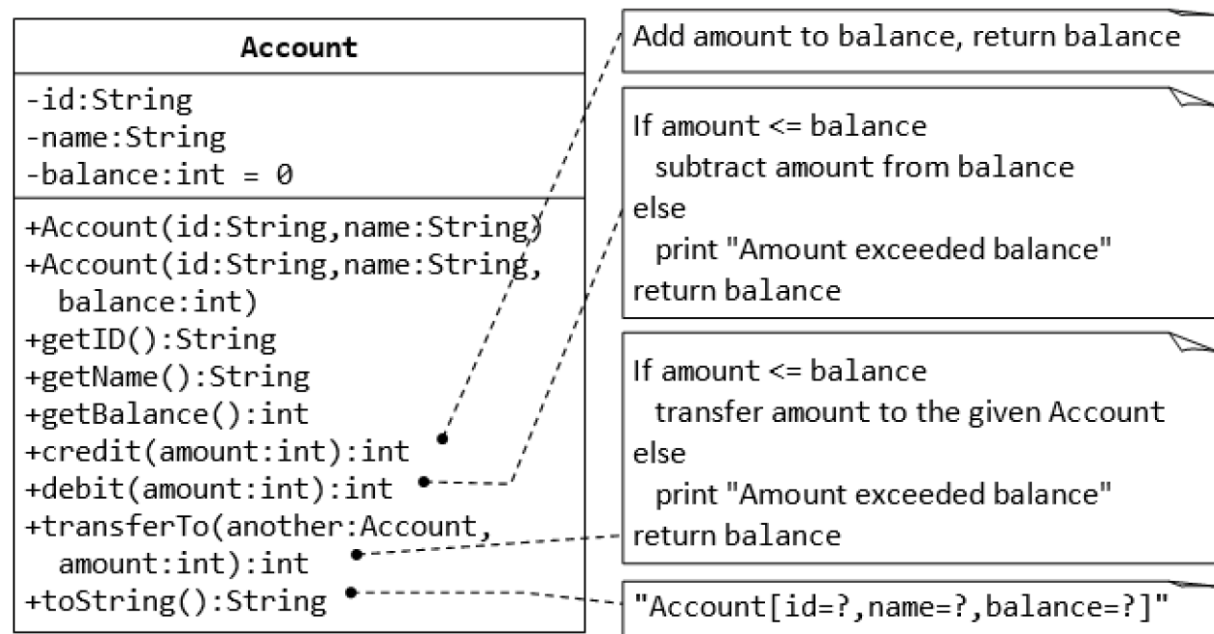 Account
-id:String
-name:String
-balance:int = 0
+Account(id:String,name:String)
+Account(id:String,name:String,
balance:int)
+getID():String
+getName():String
+getBalance():int
+credit(amount:int):int
+debit(amount:int):int
+transferTo(another:Account,
amount:int):int
+toString():String
Add amount to balance, return balance
If amount <= balance
subtract amount from balance
else
print "Amount exceeded balance"
return balance
If amount <= balance
transfer amount to the given Account
else
print "Amount exceeded balance"
return balance
"Account[id=?,name=?,balance=?]"